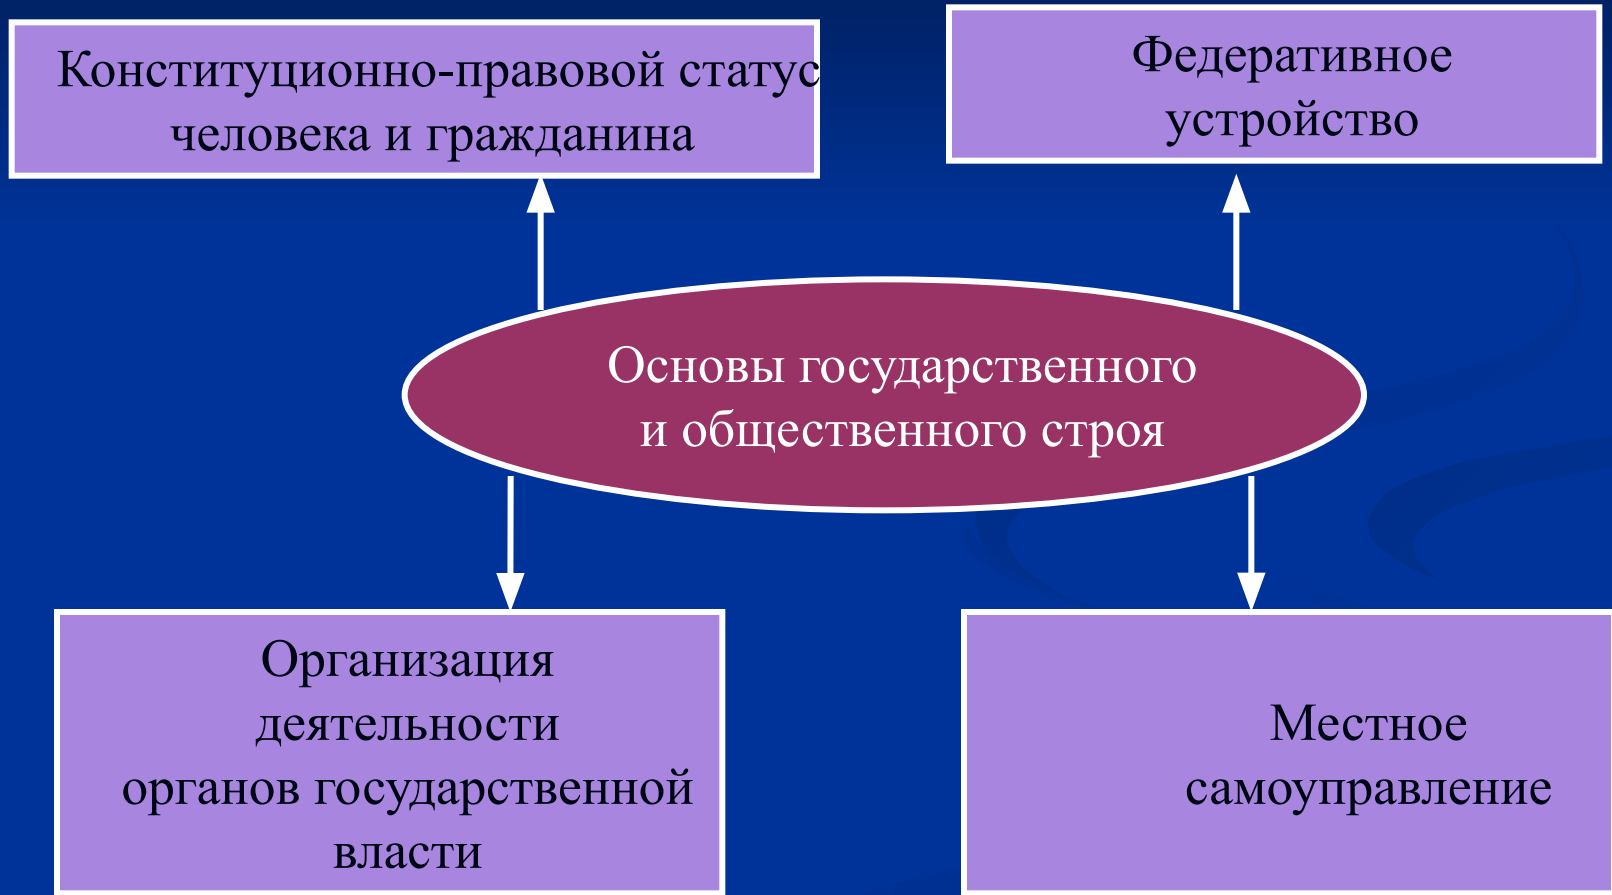 Конституционно-правовой статус
человека и гражданина
Федеративное
устройство
Основы государственного
и общественного строя
Организация
деятельности
органов государственной
власти
Местное
самоуправление